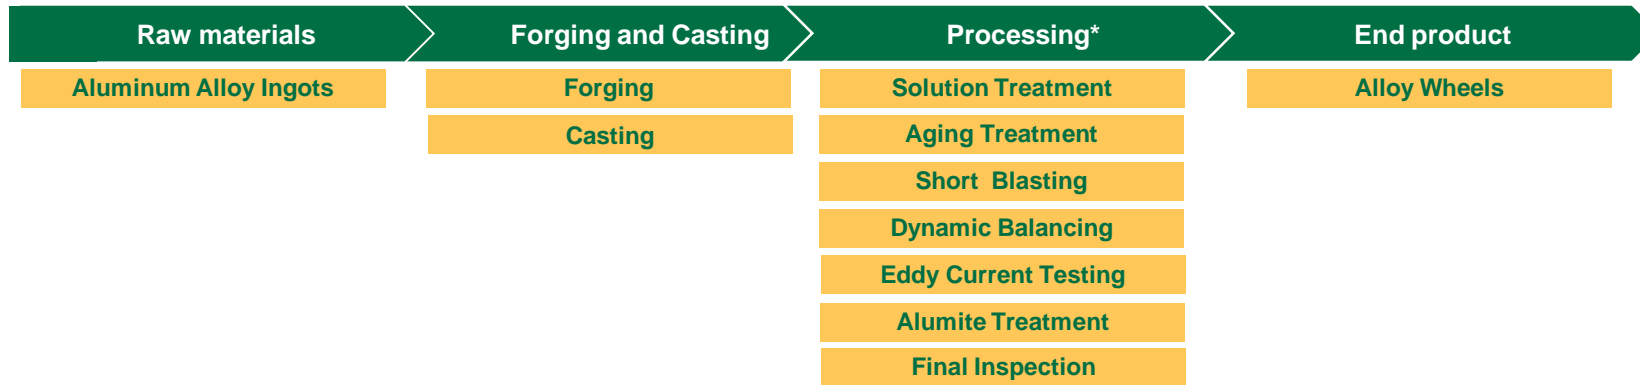 Raw materials
Forging and Casting
Processing*
End product
Aluminum Alloy Ingots
Forging
Casting
Solution Treatment
Aging Treatment
Short Blasting
Dynamic Balancing
Eddy Current Testing
Alumite Treatment
Final Inspection
Alloy Wheels